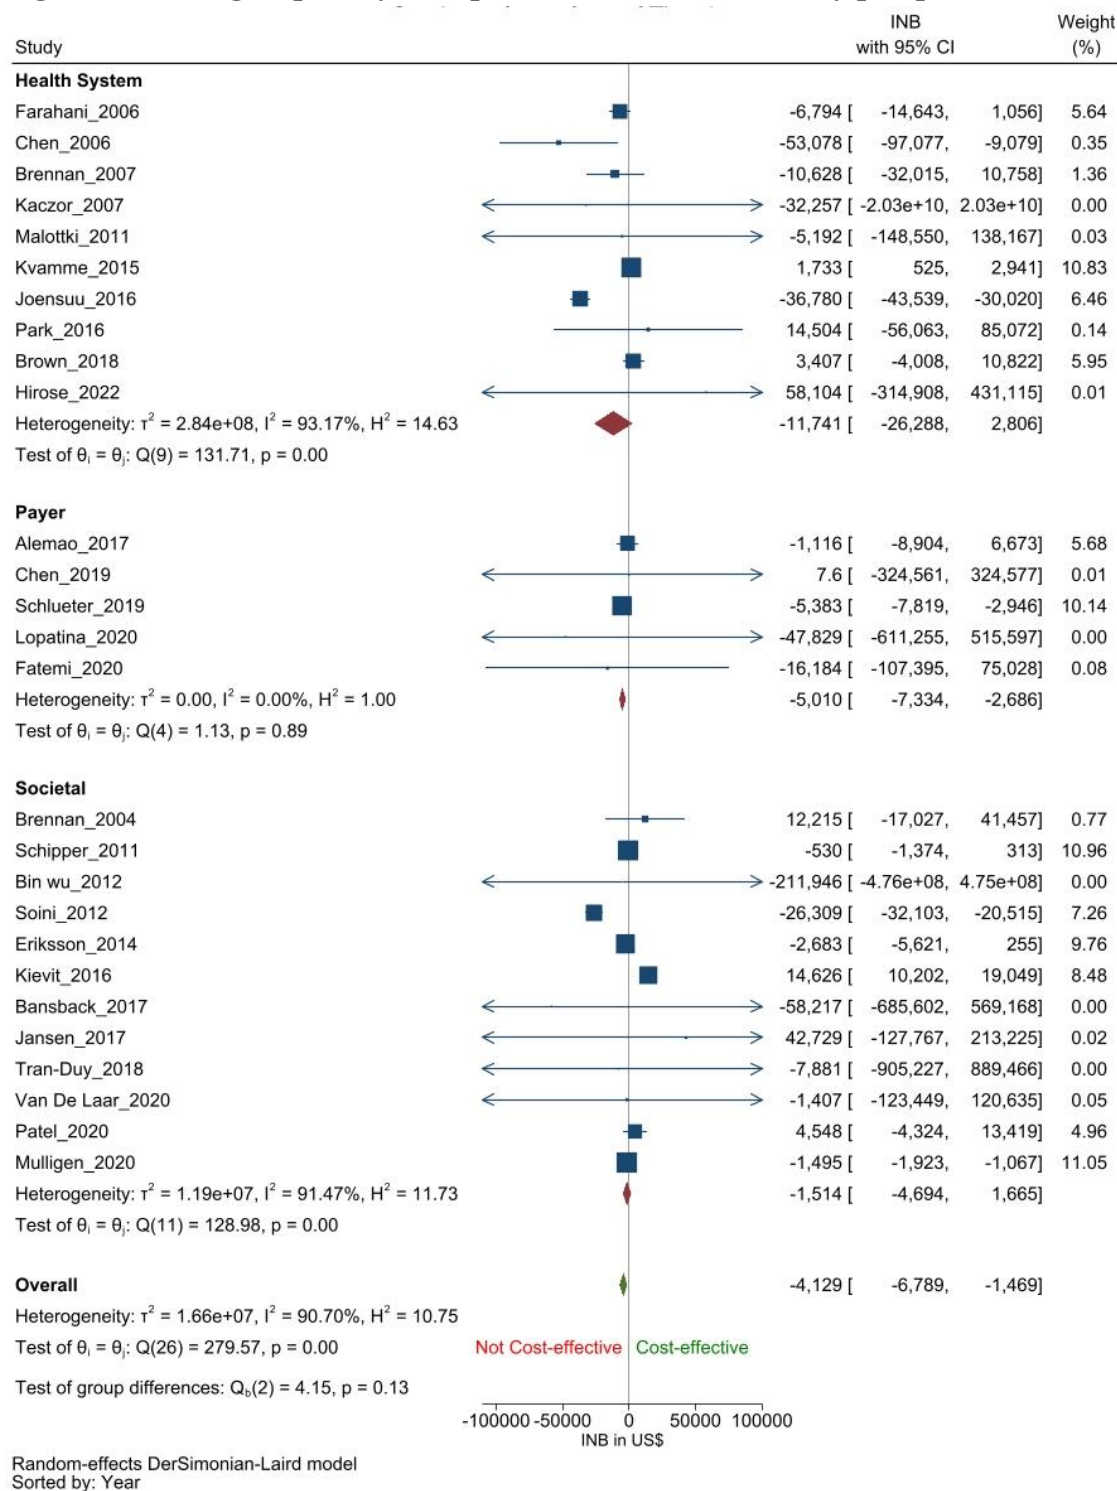 INB Weight
Study with 95% CI (%)
Health System
Farahani_2006 -6,794 [ -14,643, 1,056] 5.64
Chen_2006 -53,078 [ -97,077, -9,079] 0.35
Brennan_2007 -10,628 [ -32,015, 10,758] 1.36
Kaczor_2007 -32,257 [ -2.03e+10, 2.03e+10] 0.00
Malottki_2011 -5,192 [ -148,550, 138,167] 0.03
Kvamme_2015 1,733 [ 525, 2,941] 10.83
Joensuu_2016 -36,780 [ -43,539, -30,020] 6.46
Park_2016 14,504 [ -56,063, 85,072] 0.14
Brown_2018 3,407 [ -4,008, 10,822] 5.95
Hirose_2022 58,104 [ -314,908, 431,115] 0.01
Heterogeneity: τ² = 2.84e+08, I² = 93.17%, H² = 14.63 -11,741 [ -26,288, 2,806]
Test of θᵢ = θⱼ: Q(9) = 131.71, p = 0.00
Payer
Alemao_2017 -1,116 [ -8,904, 6,673] 5.68
Chen_2019 7.6 [ -324,561, 324,577] 0.01
Schlueter_2019 -5,383 [ -7,819, -2,946] 10.14
Lopatina_2020 -47,829 [ -611,255, 515,597] 0.00
Fatemi_2020 -16,184 [ -107,395, 75,028] 0.08
Heterogeneity: τ² = 0.00, I² = 0.00%, H² = 1.00 -5,010 [ -7,334, -2,686]
Test of θᵢ = θⱼ: Q(4) = 1.13, p = 0.89
Societal
Brennan_2004 12,215 [ -17,027, 41,457] 0.77
Schipper_2011 -530 [ -1,374, 313] 10.96
Bin wu_2012 -211,946 [ -4.76e+08, 4.75e+08] 0.00
Soini_2012 -26,309 [ -32,103, -20,515] 7.26
Eriksson_2014 -2,683 [ -5,621, 255] 9.76
Kievit_2016 14,626 [ 10,202, 19,049] 8.48
Bansback_2017 -58,217 [ -685,602, 569,168] 0.00
Jansen_2017 42,729 [ -127,767, 213,225] 0.02
Tran-Duy_2018 -7,881 [ -905,227, 889,466] 0.00
Van De Laar_2020 -1,407 [ -123,449, 120,635] 0.05
Patel_2020 4,548 [ -4,324, 13,419] 4.96
Mulligen_2020 -1,495 [ -1,923, -1,067] 11.05
Heterogeneity: τ² = 1.19e+07, I² = 91.47%, H² = 11.73 -1,514 [ -4,694, 1,665]
Test of θᵢ = θⱼ: Q(11) = 128.98, p = 0.00
Overall -4,129 [ -6,789, -1,469]
Heterogeneity: τ² = 1.66e+07, I² = 90.70%, H² = 10.75
Test of θᵢ = θⱼ: Q(26) = 279.57, p = 0.00 Not Cost-effective Cost-effective
Test of group differences: Q_b(2) = 4.15, p = 0.13
-100000 -50000 0 50000 100000
INB in US$
Random-effects DerSimonian-Laird model
Sorted by: Year